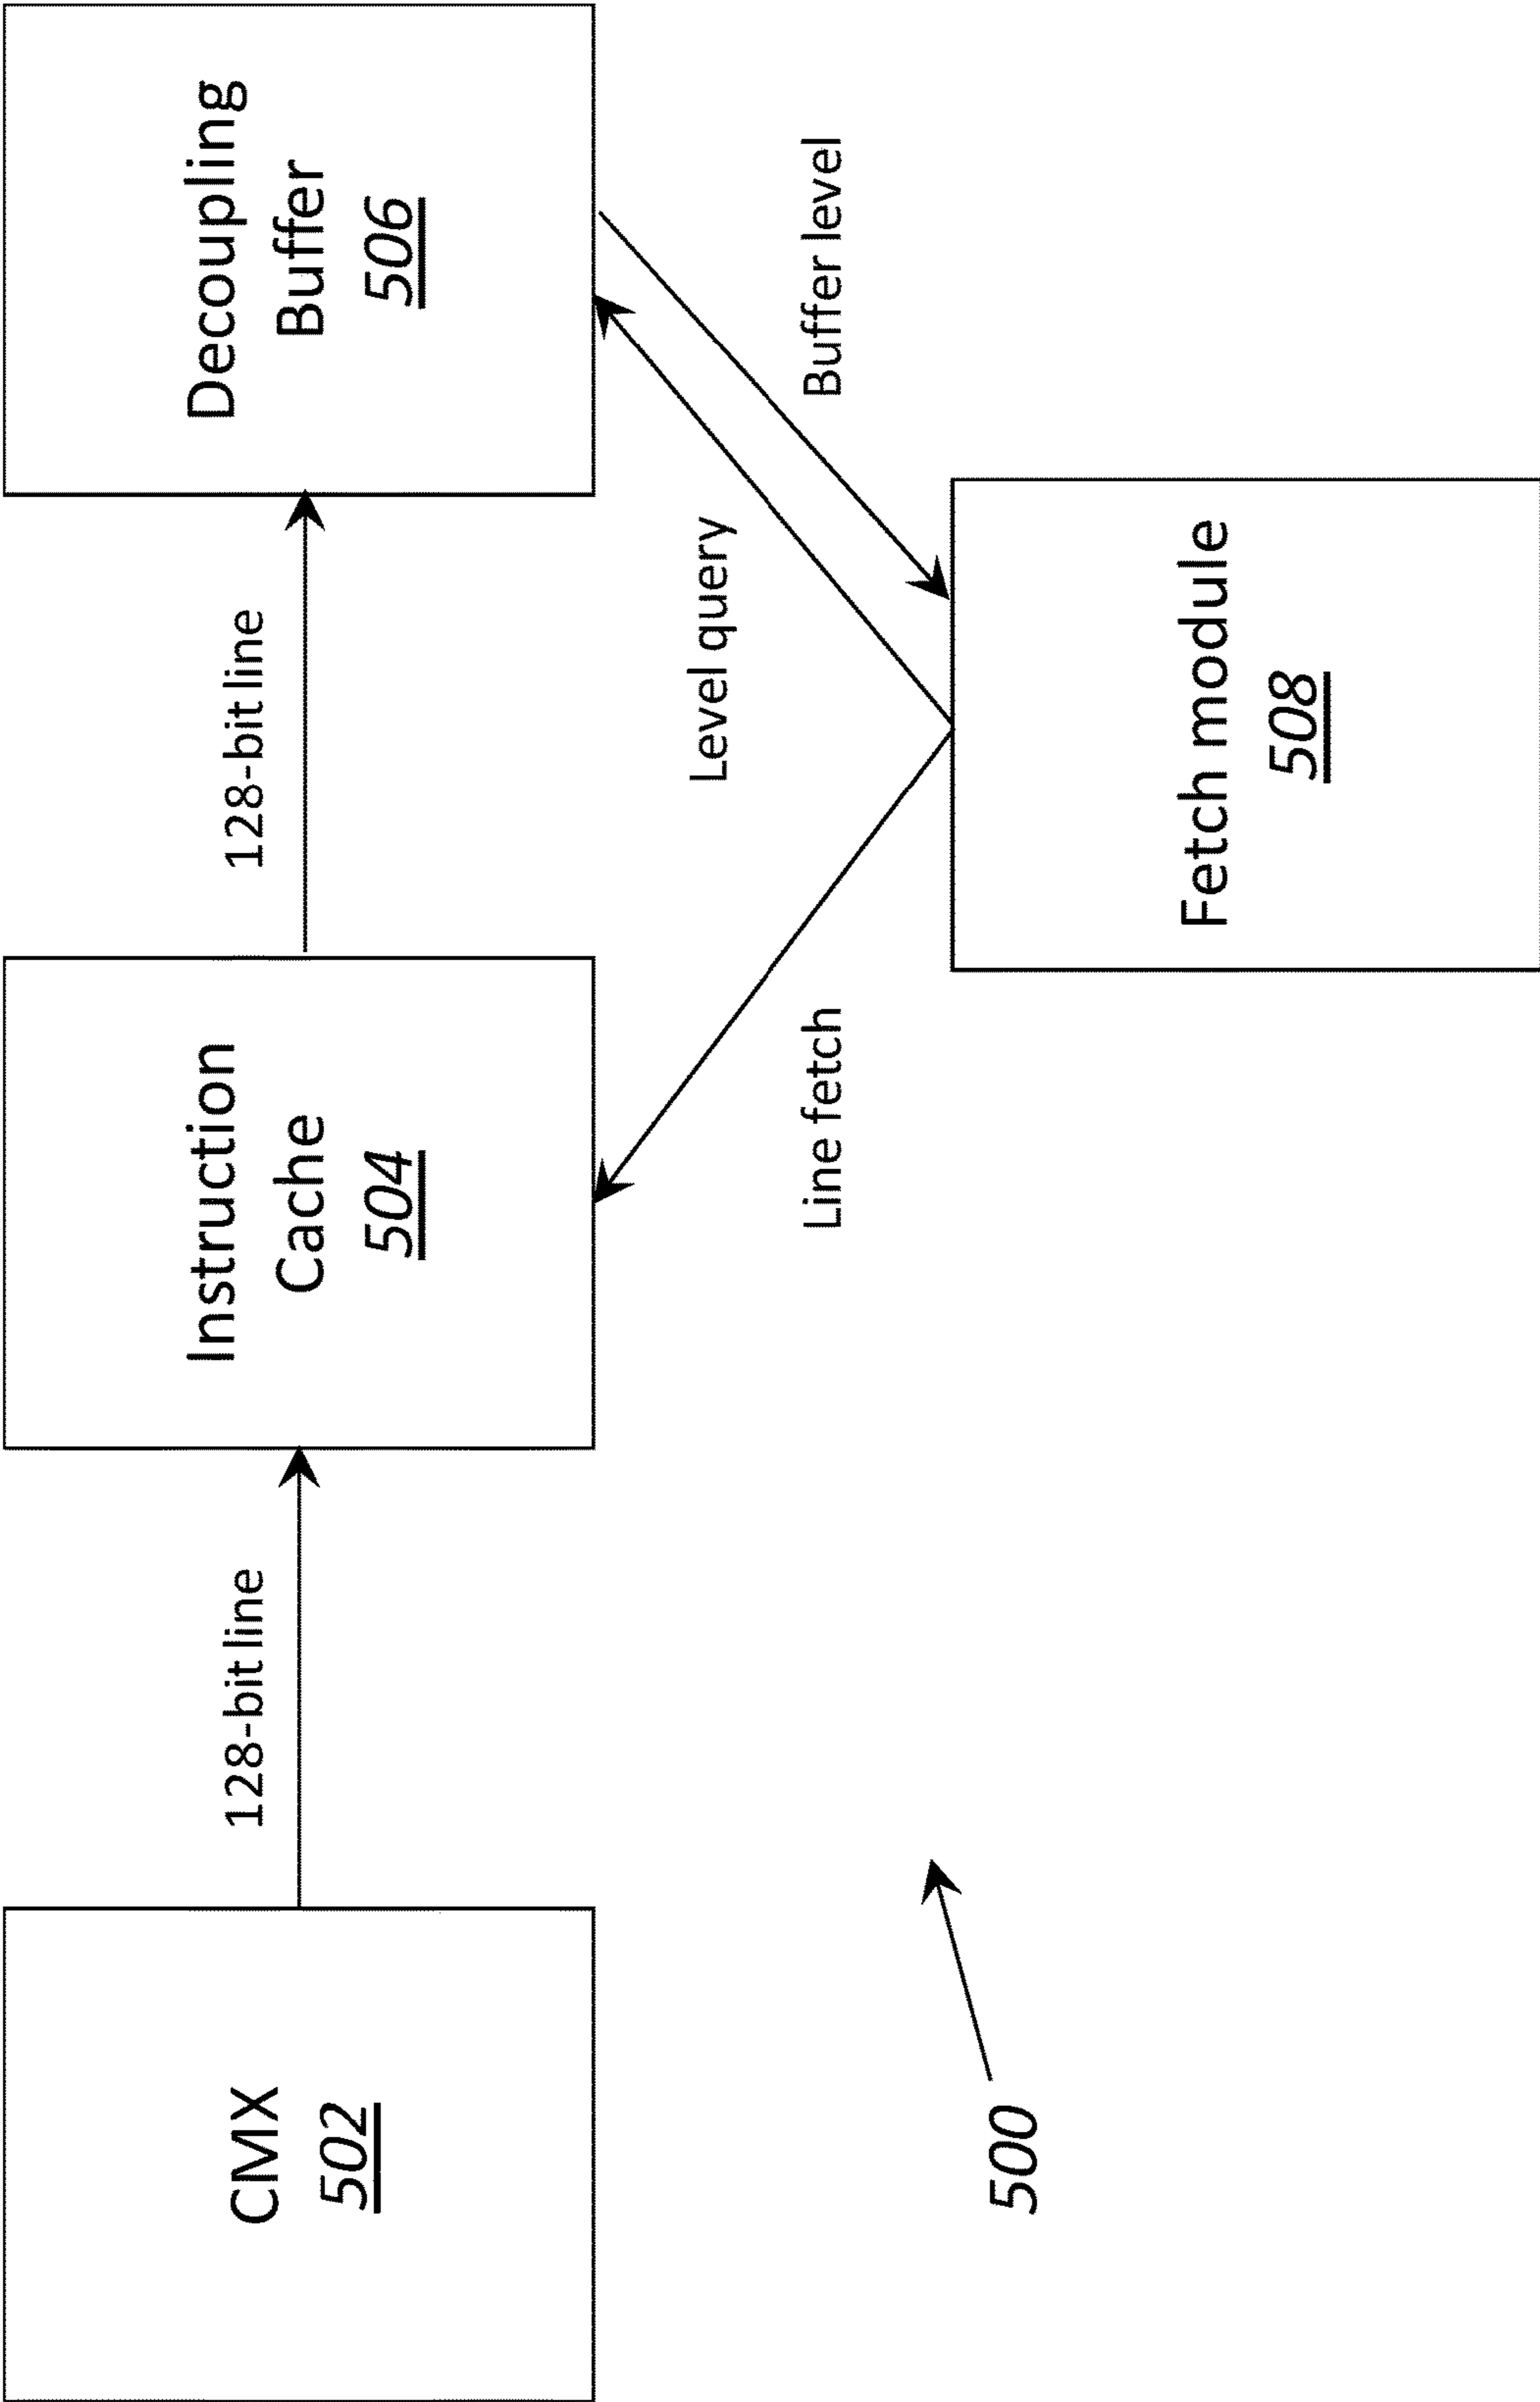 CMX
502
128-bit line
Instruction
Cache
504
128-bit line
Decoupling
Buffer
506
Line fetch
Level query
Buffer level
Fetch module
508
500